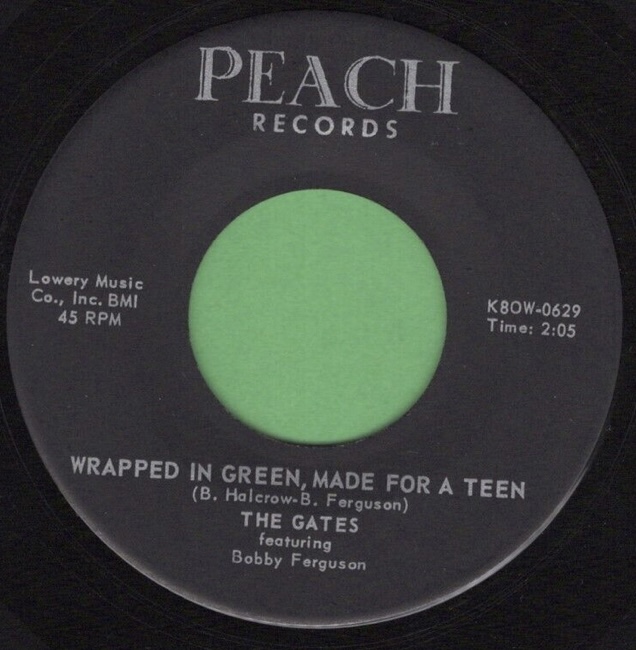 PEACH
RECORDS
Lowery Music
Co., Inc. BMI
45 RPM
K8OW-0629
Time: 2:05
WRAPPED IN GREEN, MADE FOR A TEEN
(B. Halcrow-B. Ferguson)
THE GATES
featuring
Bobby Ferguson